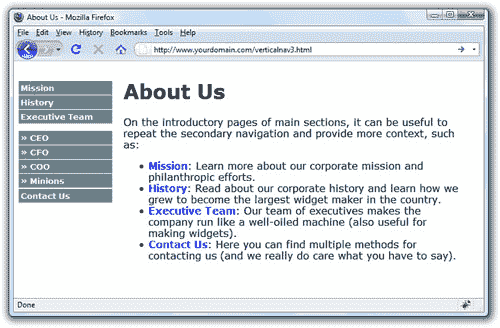 About Us - Mozilla Firefox
File Edit View History Bookmarks Tools Help
http://www.yourdomain.com/verticalnav3.html
Mission
History
Executive Team
» CEO
» CFO
» COO
» Minions
Contact Us
About Us
On the introductory pages of main sections, it can be useful to
repeat the secondary navigation and provide more context, such
as:
• Mission: Learn more about our corporate mission and
philanthropic efforts.
• History: Read about our corporate history and learn how we
grew to become the largest widget maker in the country.
• Executive Team: Our team of executives makes the
company run like a well-oiled machine (also useful for
making widgets).
• Contact Us: Here you can find multiple methods for
contacting us (and we really do care what you have to say).
Done